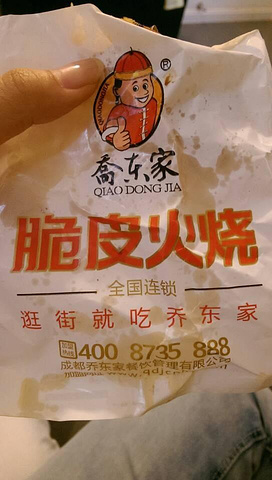 ®
喬东家
QIAO DONG JIA
脆皮火烧
全国连锁
逛街就吃乔东家
400 8735 888
成都乔东家餐饮管理有限公司